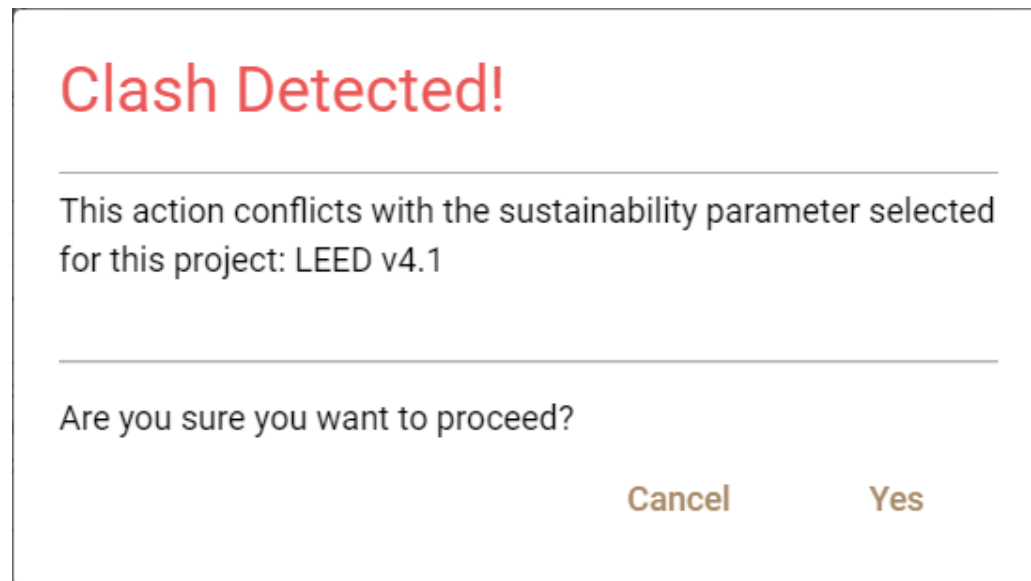 Clash Detected!
This action conflicts with the sustainability parameter selected
for this project: LEED v4.1
Are you sure you want to proceed?
Cancel Yes